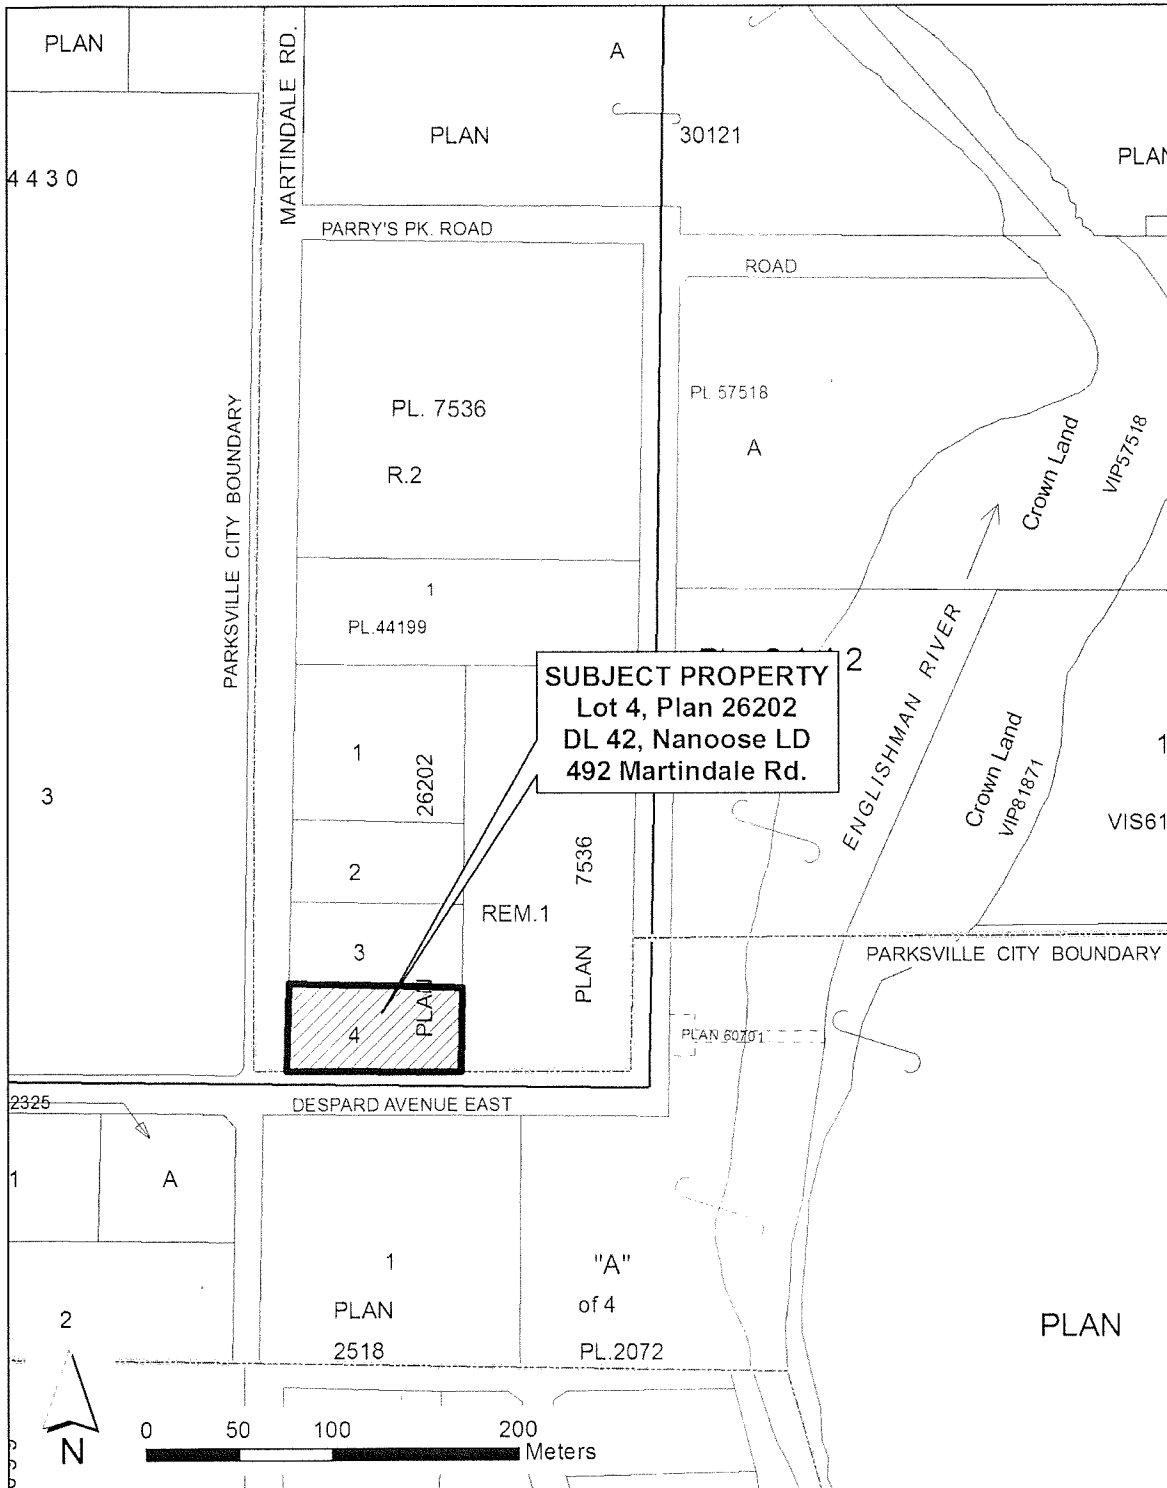 PLAN
MARTINDALE RD.
A
PLAN
30121
PLAN
4430
PARRY'S PK. ROAD
ROAD
PL. 7536
R.2
PL 57518
A
Crown Land
VIP57518
PARKSVILLE CITY BOUNDARY
1
PL.44199
2
SUBJECT PROPERTY
Lot 4, Plan 26202
DL 42, Nanoose LD
492 Martindale Rd.
ENGLISHMAN RIVER
Crown Land
VIP81871
1
VIS61
3
1
26202
2
7536
REM.1
3
PLAN
PLAN
4
PARKSVILLE CITY BOUNDARY
PLAN 60701
DESPARD AVENUE EAST
2325
1
A
1
PLAN
2518
"A"
of 4
PL.2072
2
PLAN
N
0 50 100 200
Meters